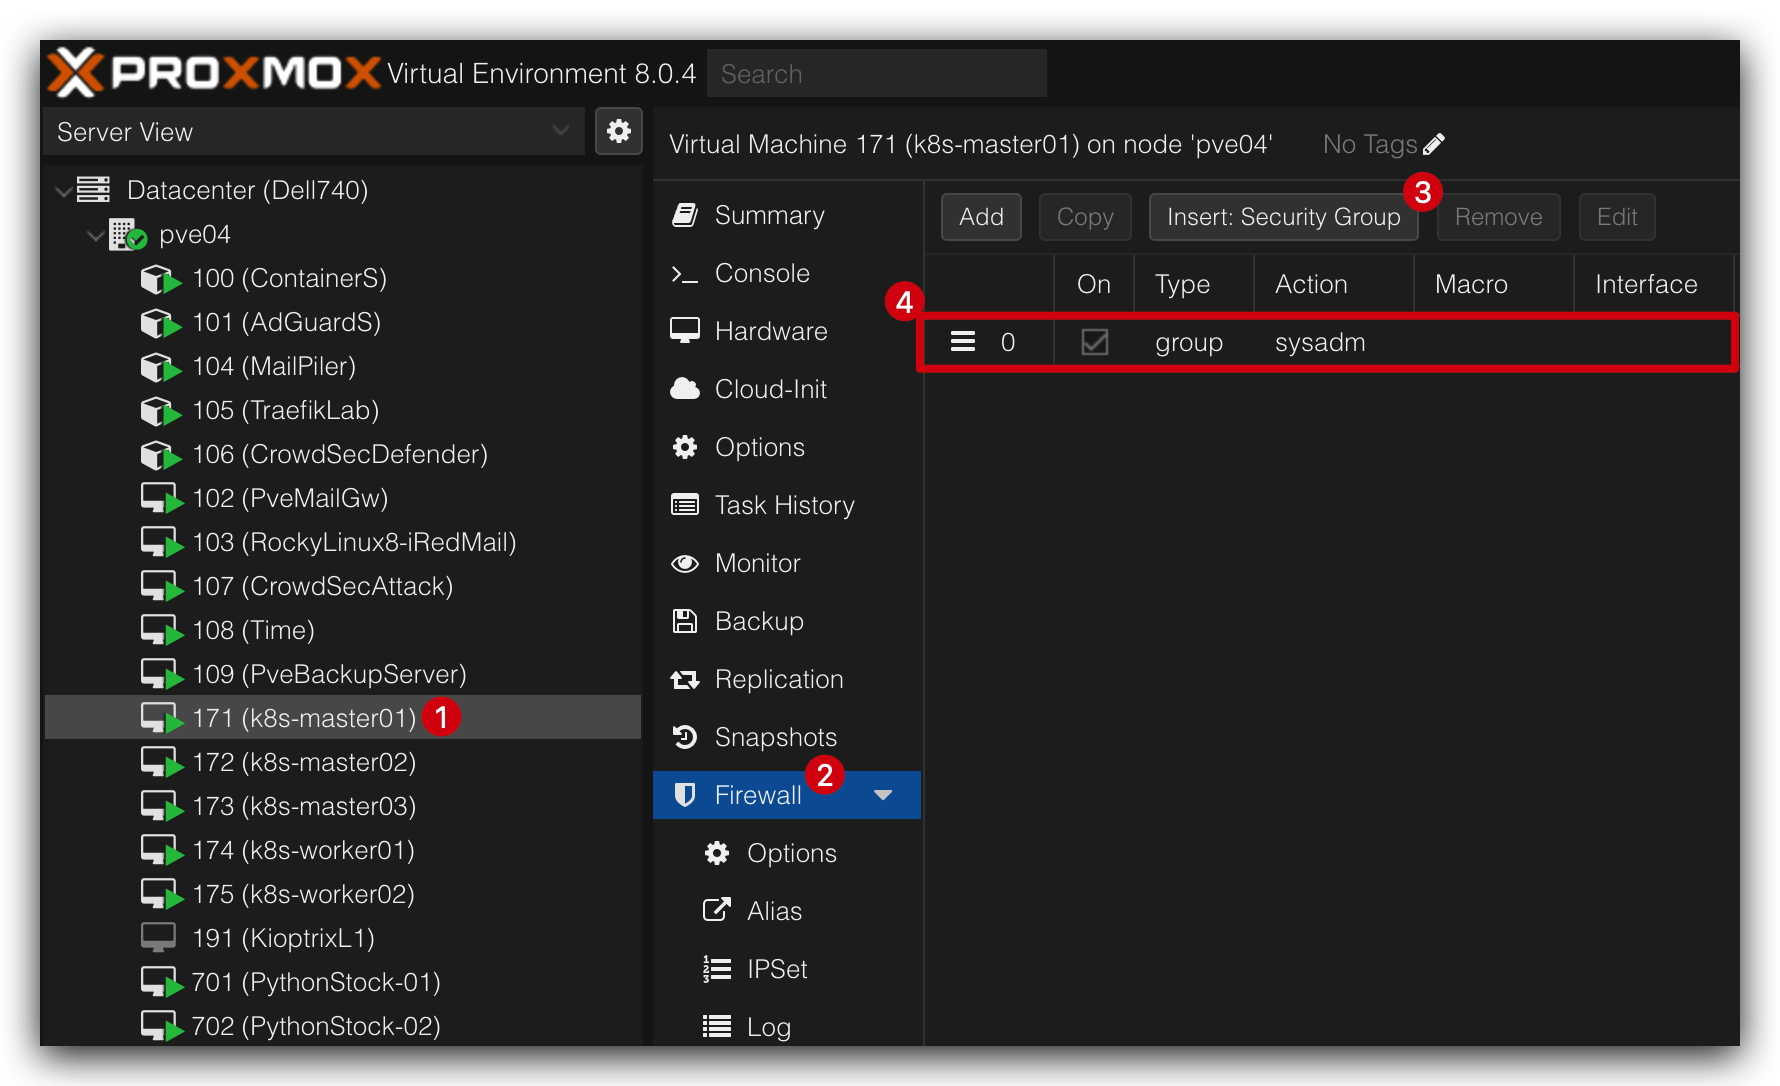 PROXMOX Virtual Environment 8.0.4 Search
Server View
Virtual Machine 171 (k8s-master01) on node 'pve04' No Tags
Datacenter (Dell740)
pve04
100 (ContainerS)
101 (AdGuardS)
104 (MailPiler)
105 (TraefikLab)
106 (CrowdSecDefender)
102 (PveMailGw)
103 (RockyLinux8-iRedMail)
107 (CrowdSecAttack)
108 (Time)
109 (PveBackupServer)
171 (k8s-master01) 1
172 (k8s-master02)
173 (k8s-master03)
174 (k8s-worker01)
175 (k8s-worker02)
191 (KioptrixL1)
701 (PythonStock-01)
702 (PythonStock-02)
Summary
Console
Hardware
Cloud-Init
Options
Task History
Monitor
Backup
Replication
Snapshots
Firewall 2
Options
Alias
IPSet
Log
Add Copy Insert: Security Group 3 Remove Edit
On Type Action Macro Interface
4
0 group sysadm